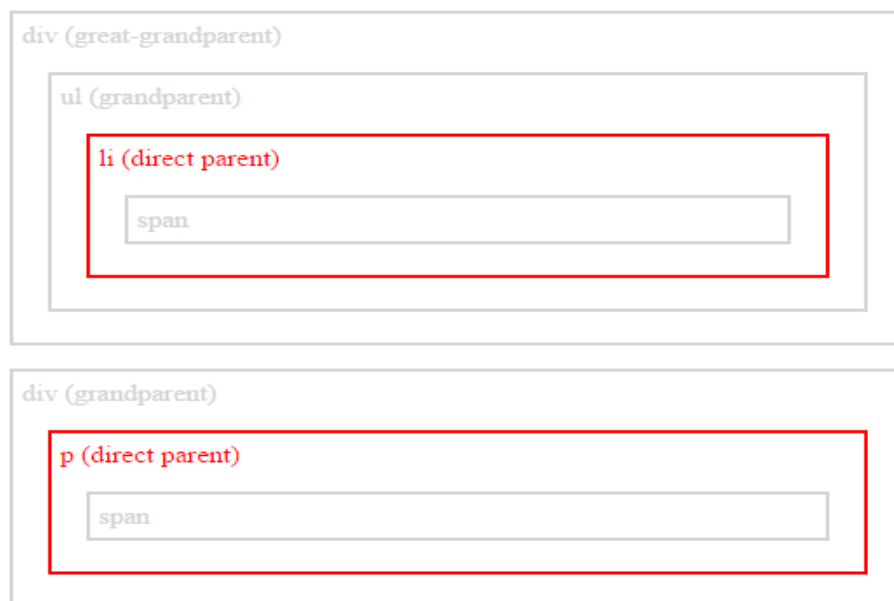 div (great-grandparent)
ul (grandparent)
li (direct parent)
span
div (grandparent)
p (direct parent)
span